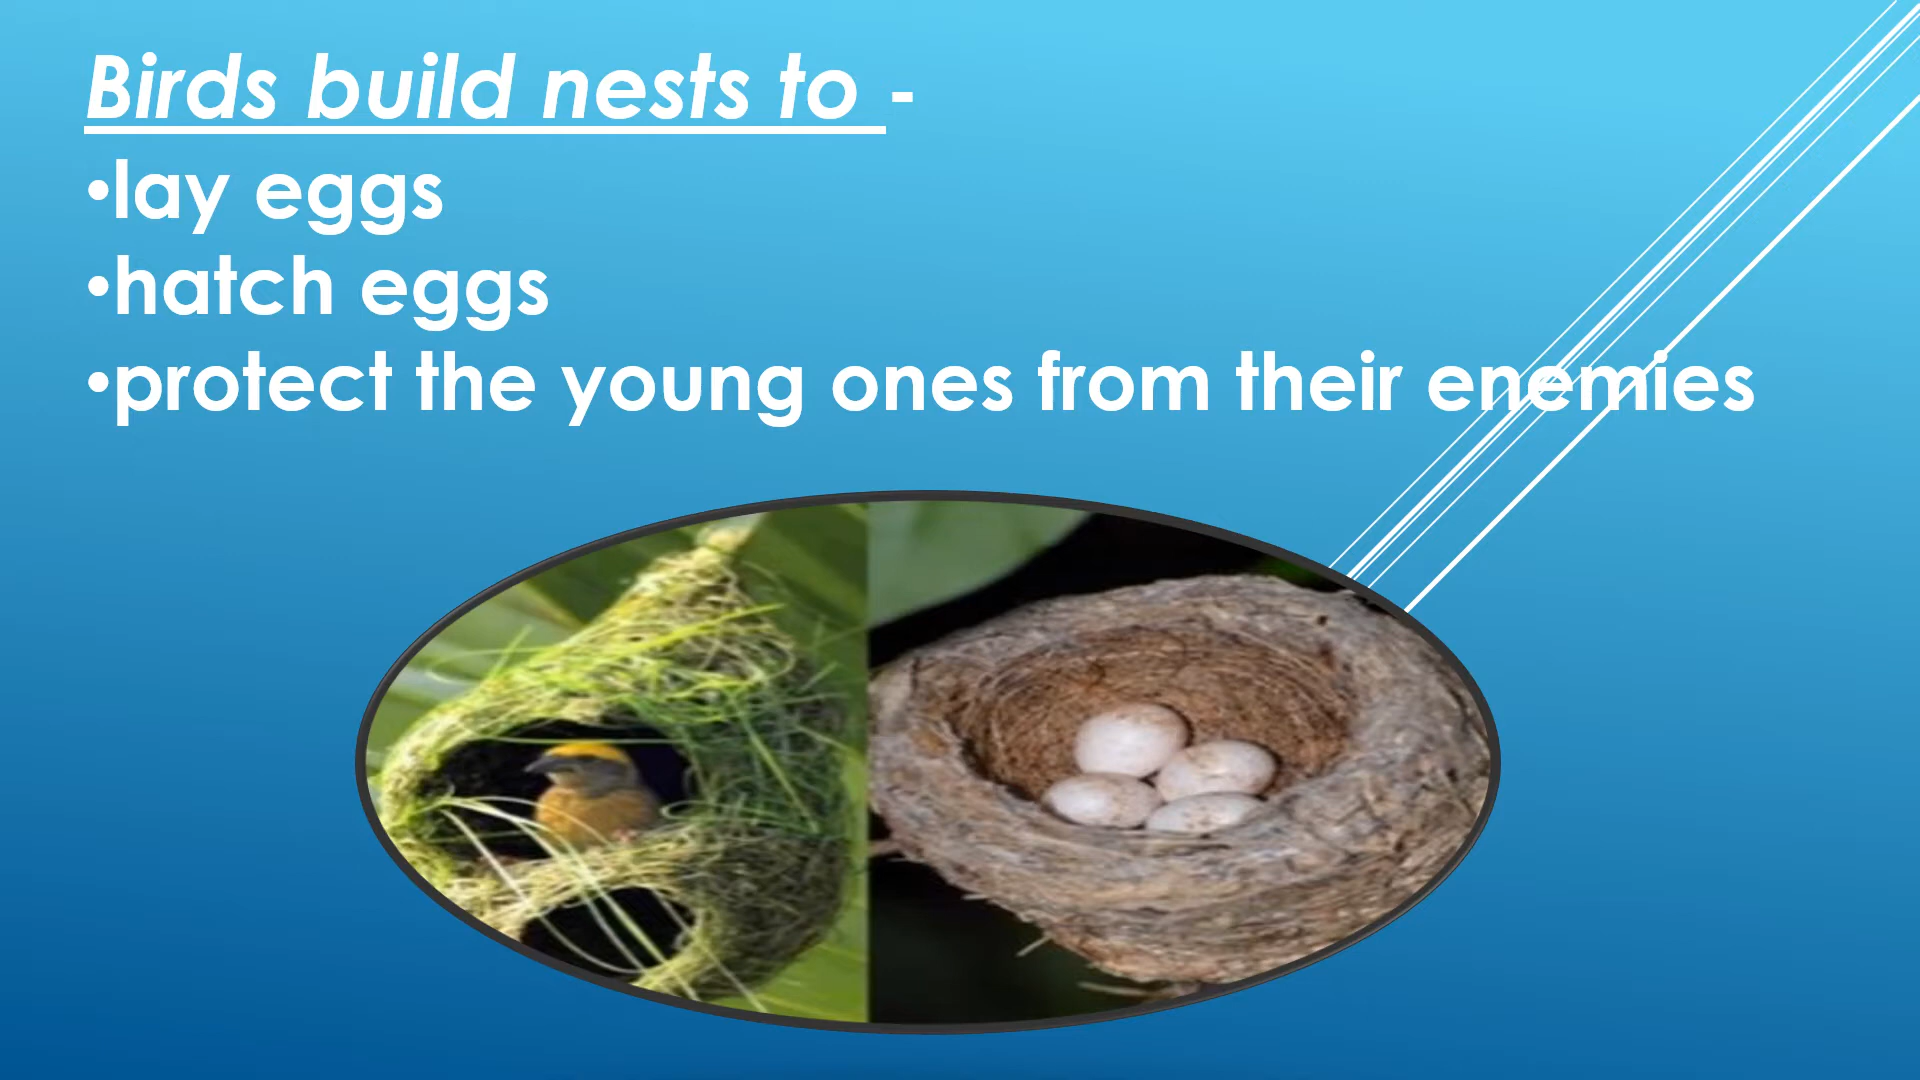 Birds build nests to -
•lay eggs
•hatch eggs
•protect the young ones from their enemies